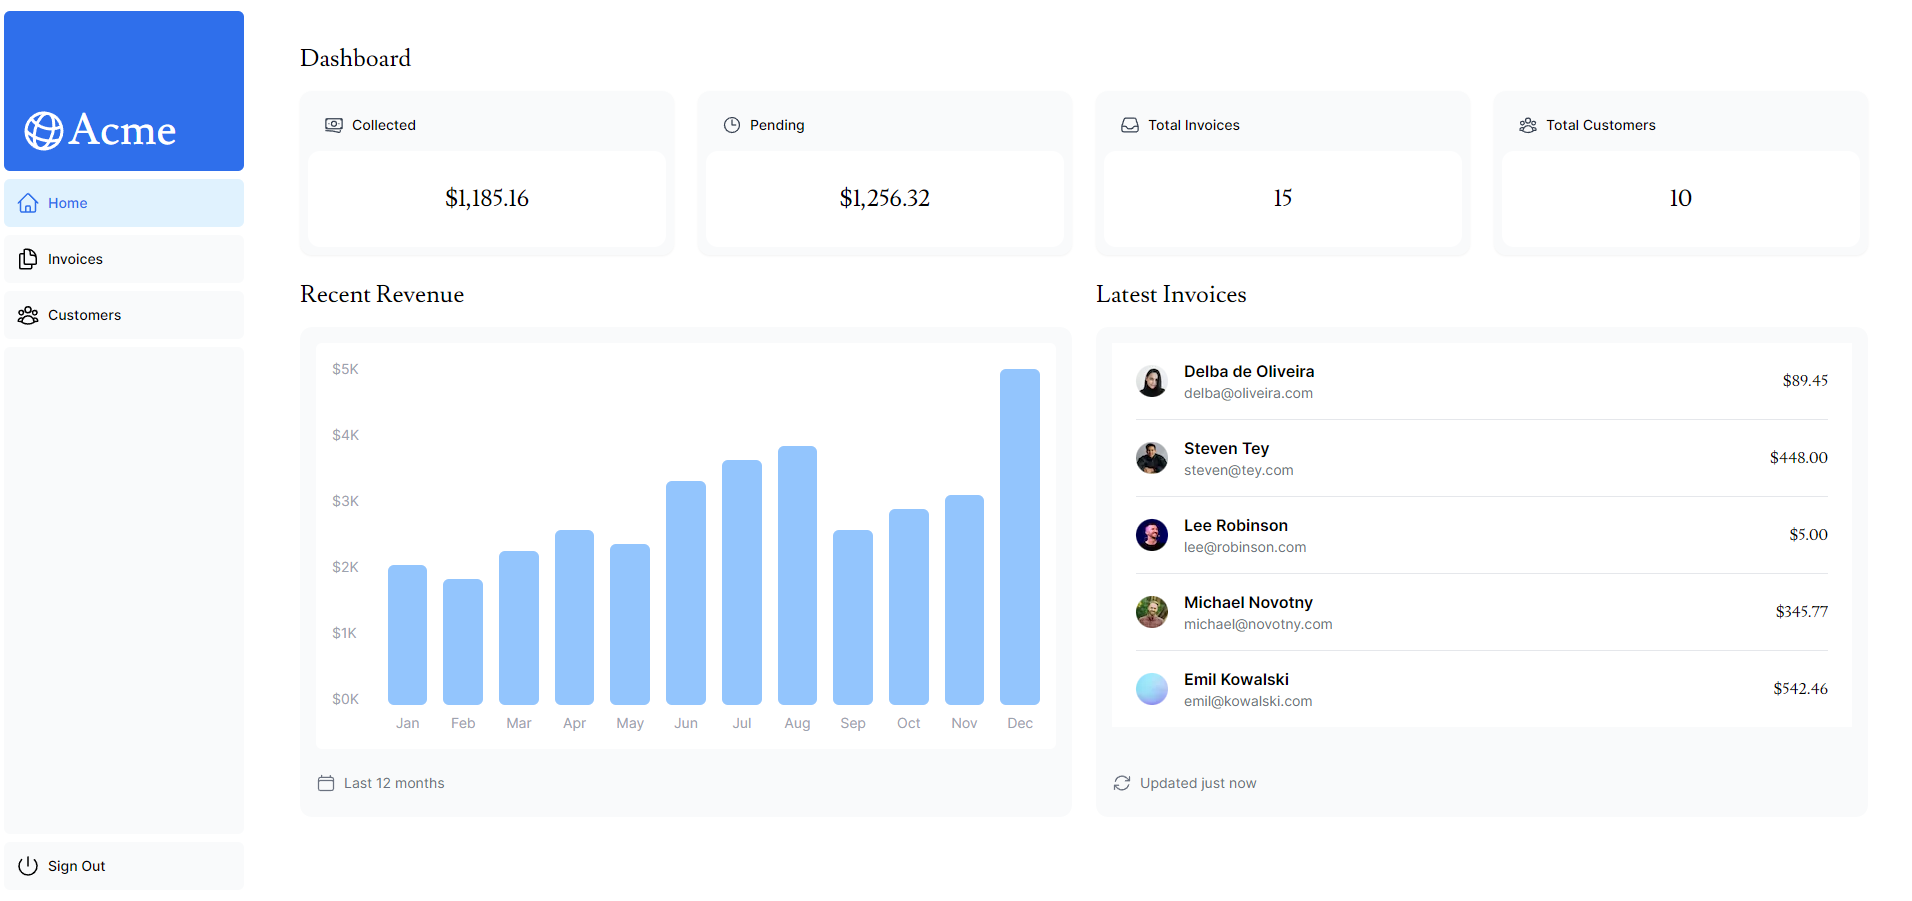 Acme
Home
Invoices
Customers
Sign Out
Dashboard
Collected
$1,185.16
Pending
$1,256.32
Total Invoices
15
Total Customers
10
Recent Revenue
$5K
$4K
$3K
$2K
$1K
$0K
Jan Feb Mar Apr May Jun Jul Aug Sep Oct Nov Dec
Last 12 months
Latest Invoices
Delba de Oliveira
delba@oliveira.com
$89.45
Steven Tey
steven@tey.com
$448.00
Lee Robinson
lee@robinson.com
$5.00
Michael Novotny
michael@novotny.com
$345.77
Emil Kowalski
emil@kowalski.com
$542.46
Updated just now